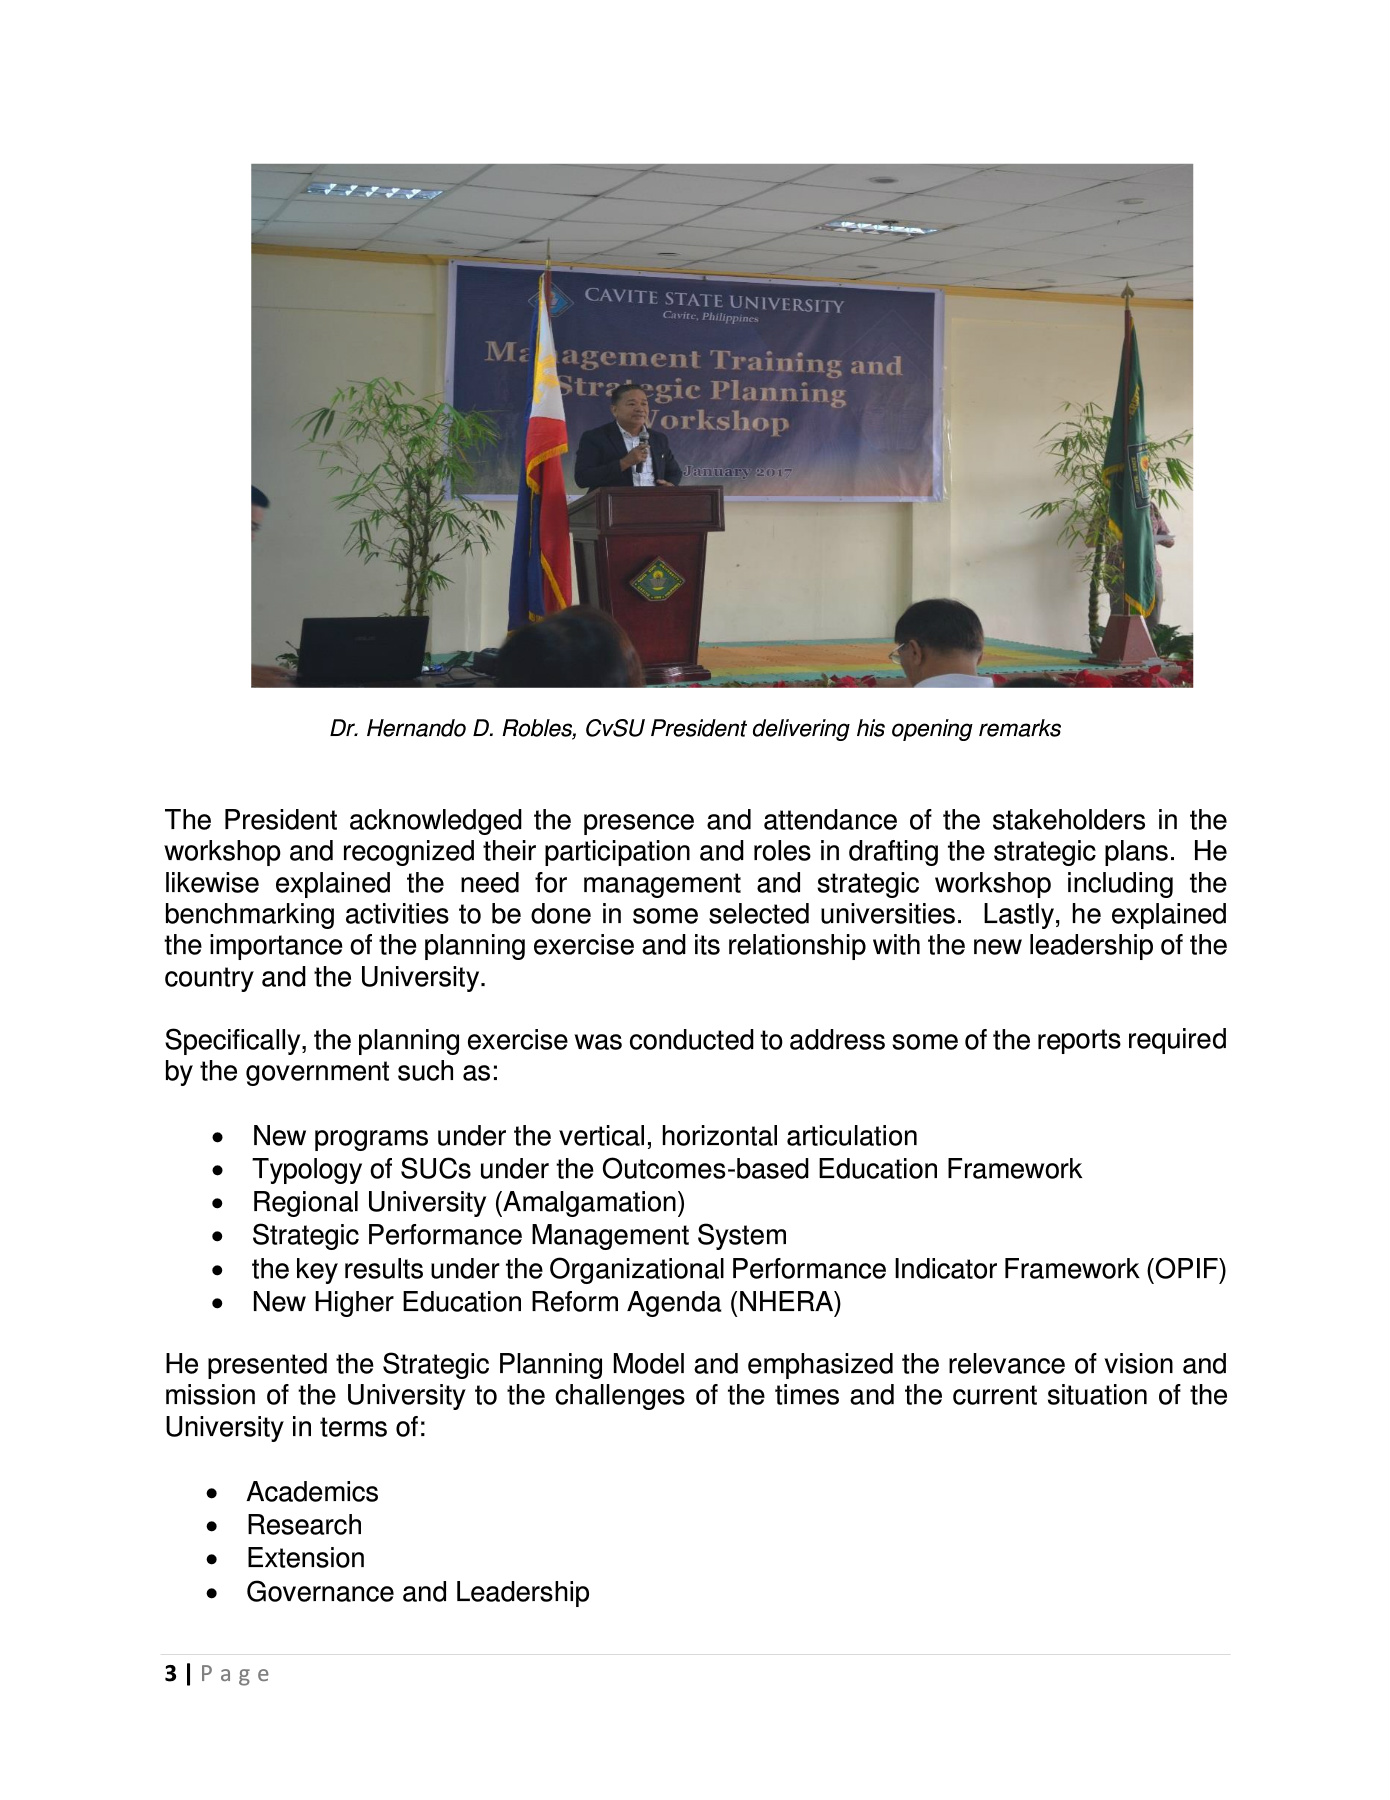 CAVITE STATE UNIVERSITY
Cavite, Philippines
Management Training and
Strategic Planning
Workshop
January 2017
Dr. Hernando D. Robles, CvSU President delivering his opening remarks
The President acknowledged the presence and attendance of the stakeholders in the
workshop and recognized their participation and roles in drafting the strategic plans. He
likewise explained the need for management and strategic workshop including the
benchmarking activities to be done in some selected universities. Lastly, he explained
the importance of the planning exercise and its relationship with the new leadership of the
country and the University.
Specifically, the planning exercise was conducted to address some of the reports required
by the government such as:
• New programs under the vertical, horizontal articulation
• Typology of SUCs under the Outcomes-based Education Framework
• Regional University (Amalgamation)
• Strategic Performance Management System
• the key results under the Organizational Performance Indicator Framework (OPIF)
• New Higher Education Reform Agenda (NHERA)
He presented the Strategic Planning Model and emphasized the relevance of vision and
mission of the University to the challenges of the times and the current situation of the
University in terms of:
• Academics
• Research
• Extension
• Governance and Leadership
3 | Page